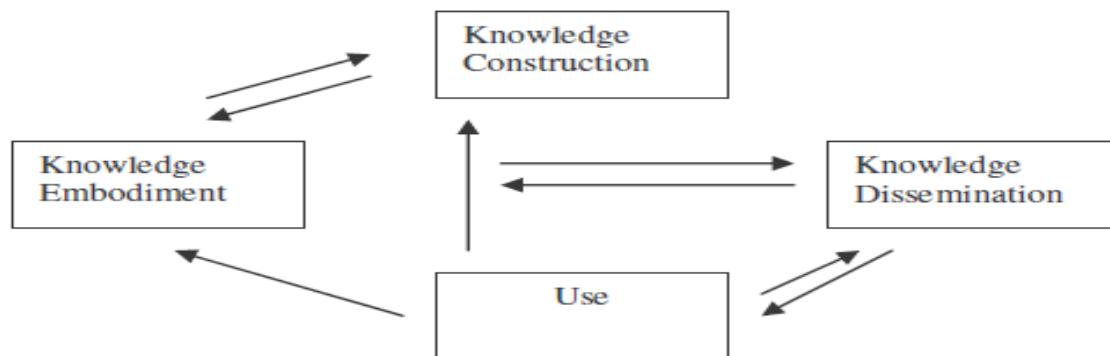 Knowledge
Construction
Knowledge
Embodiment
Knowledge
Dissemination
Use